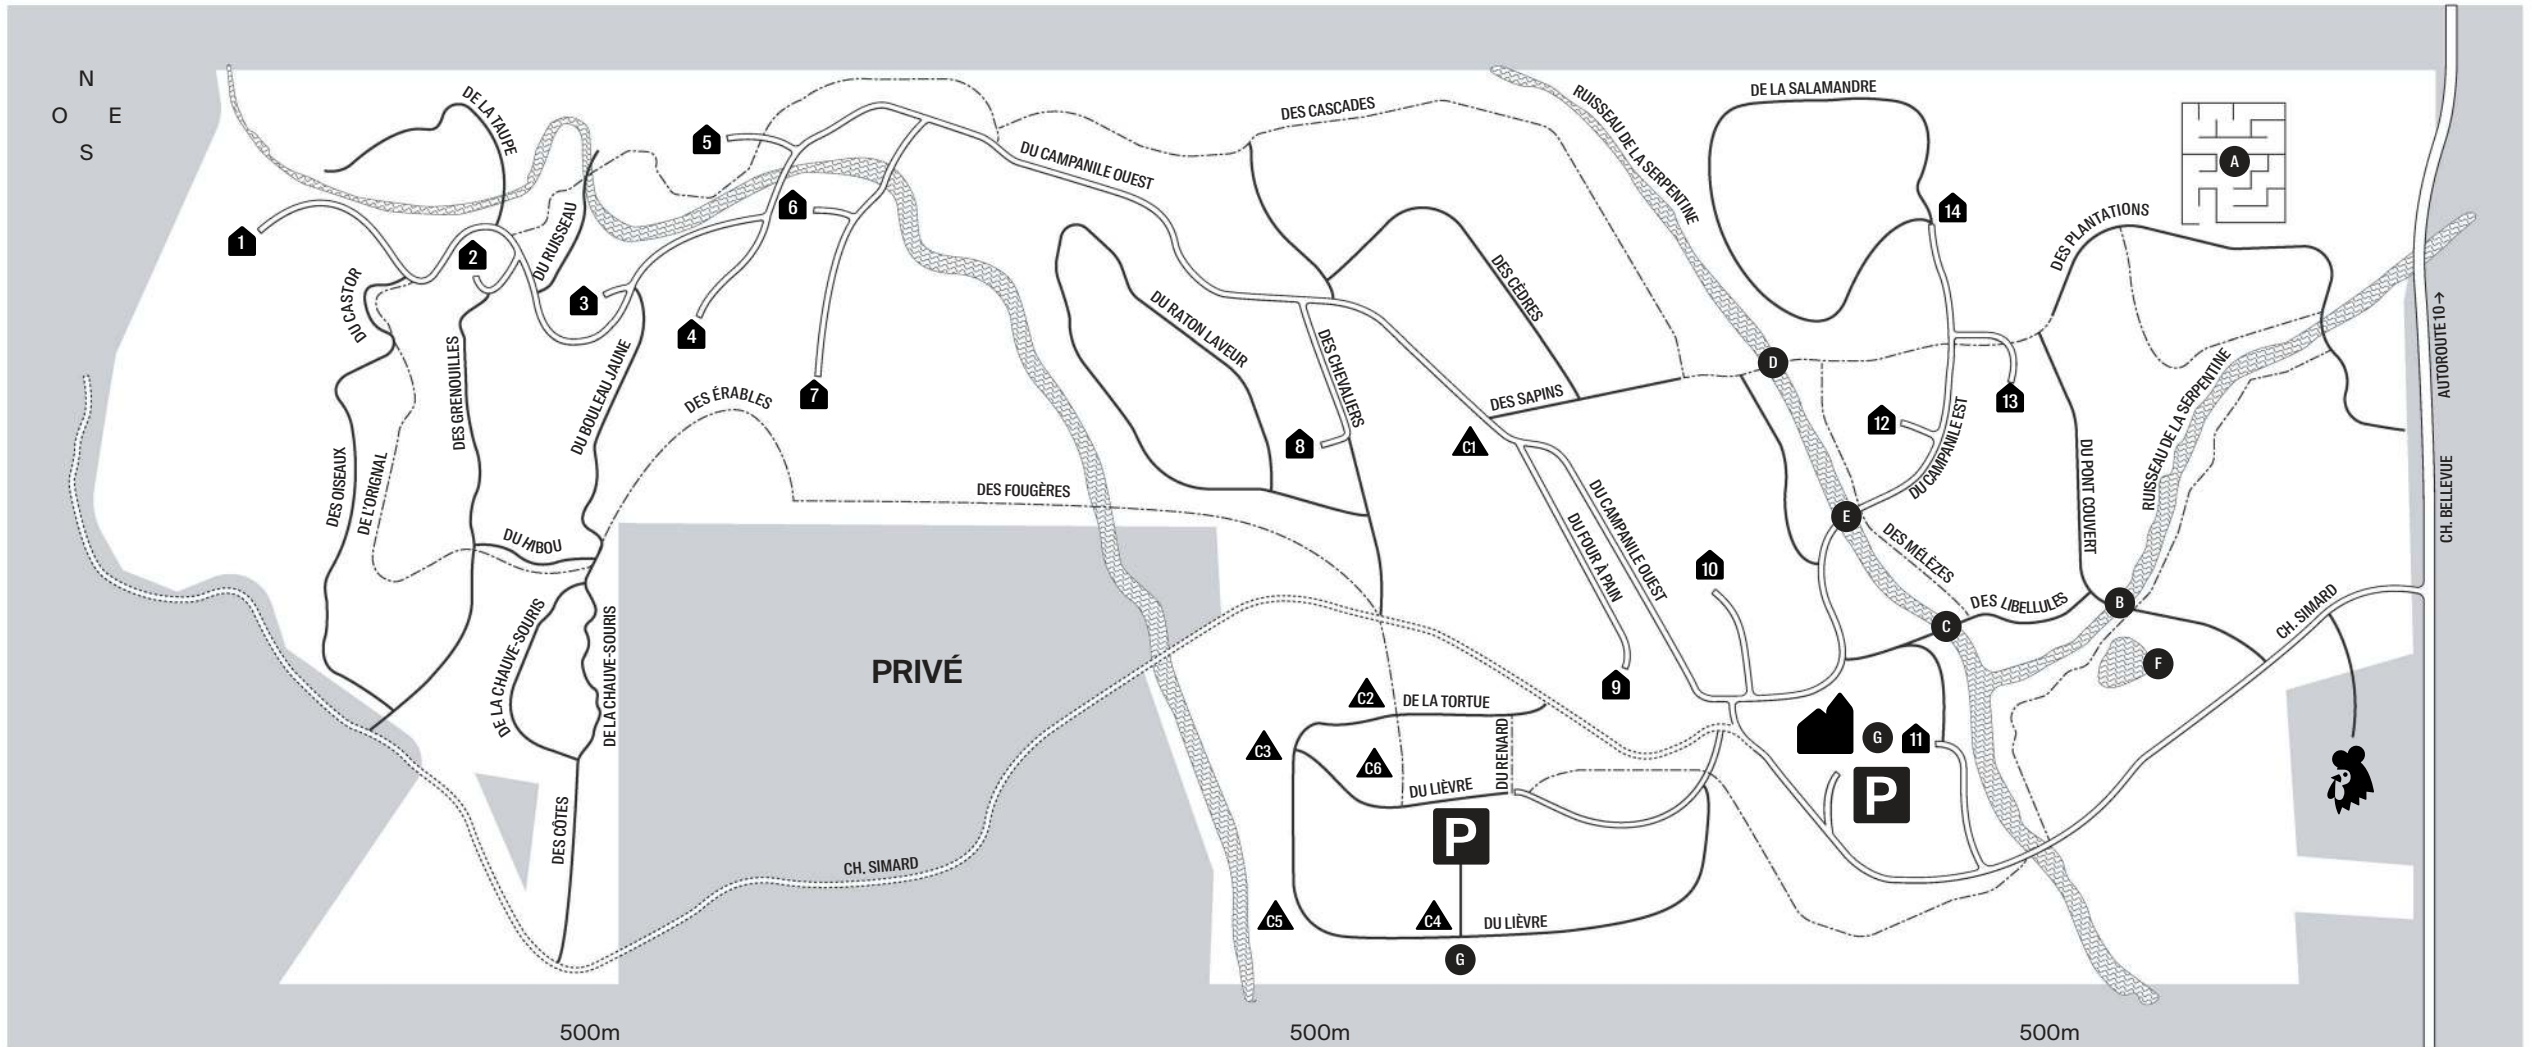 N
O E
S
DE LA TAUPE
DES CASCADES
RUISSEAU DE LA SERPENTINE
DE LA SALAMANDRE
A
5
DU CAMPANILE OUEST
6
14
1
2
DU RUISSEAU
DES PLANTATIONS
DU CASTOR
3
4
DU RATON LAVEUR
DES CÈDRES
DES CHEVALIERS
D
AUTOROUTE 10→
DES GRENOUILLES
DU BOULEAU JAUNE
DES ÉRABLES
7
DES SAPINS
8
C1
12
13
DU CAMPANILE EST
RUISSEAU DE LA SERPENTINE
DU PONT COUVERT
CH. BELLEVUE
DES OISEAUX
DE L'ORIGNAL
DES FOUGÈRES
DU CAMPANILE OUEST
DU FOUR À PAIN
E
DES MÉLÈZES
DU HIBOU
10
DES LIBELLULES
B
C
CH. SIMARD
DE LA CHAUVE-SOURIS
DE LA CHAUVE-SOURIS
PRIVÉ
F
9
C2
DE LA TORTUE
C3
C6
DU RENARD
G
11
DU LIÈVRE
P
P
DES CÔTES
CH. SIMARD
C5
C4
DU LIÈVRE
G
500m
500m
500m